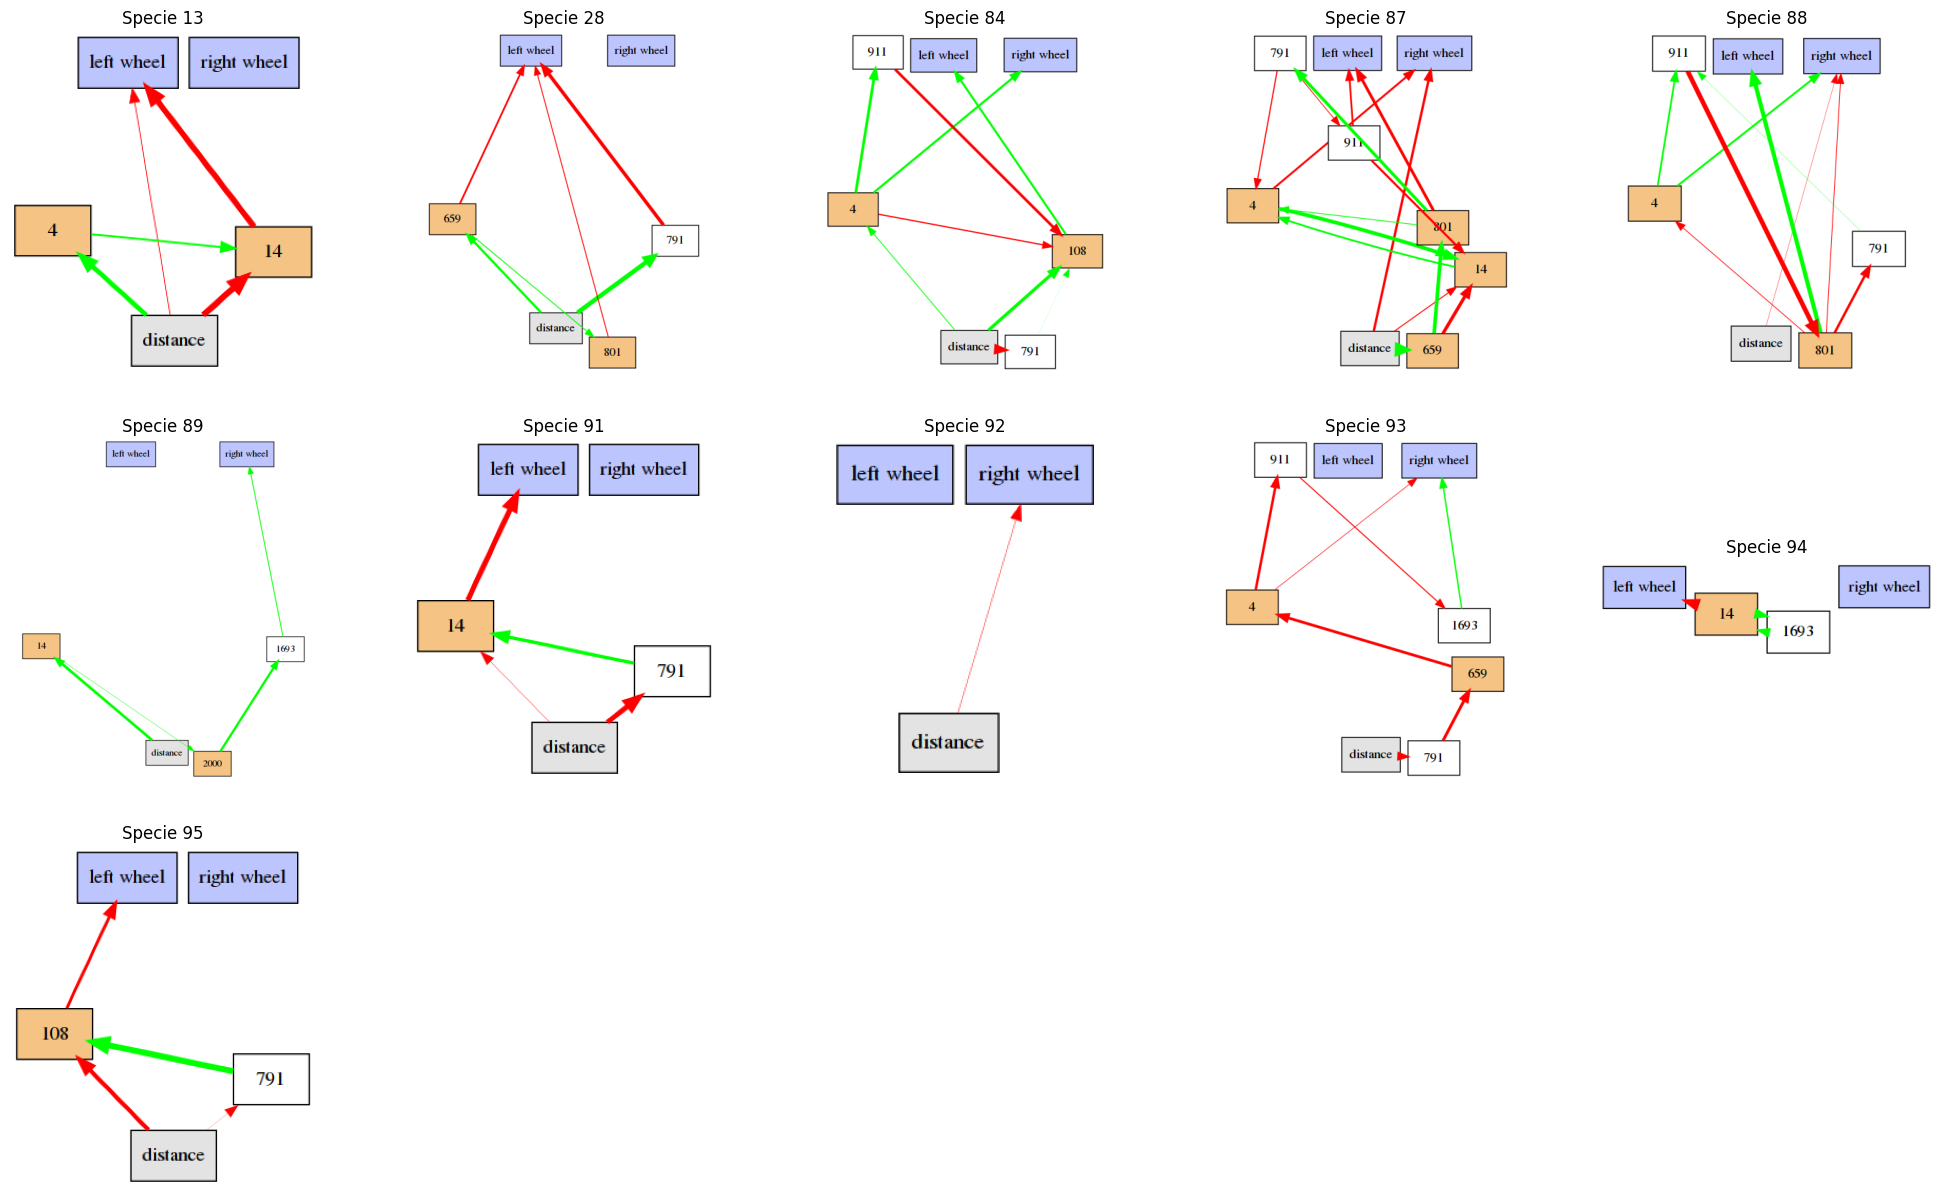 Specie 13
left wheel
right wheel
4
14
distance
Specie 28
left wheel
right wheel
659
791
distance
801
Specie 84
911
left wheel
right wheel
4
108
distance
791
Specie 87
791
left wheel
right wheel
911
4
801
14
distance
659
Specie 88
911
left wheel
right wheel
4
791
distance
801
Specie 89
left wheel
right wheel
14
1693
distance
2000
Specie 91
left wheel
right wheel
14
791
distance
Specie 92
left wheel
right wheel
distance
Specie 93
911
left wheel
right wheel
4
1693
659
distance
791
Specie 94
left wheel
14
right wheel
1693
Specie 95
left wheel
right wheel
108
791
distance